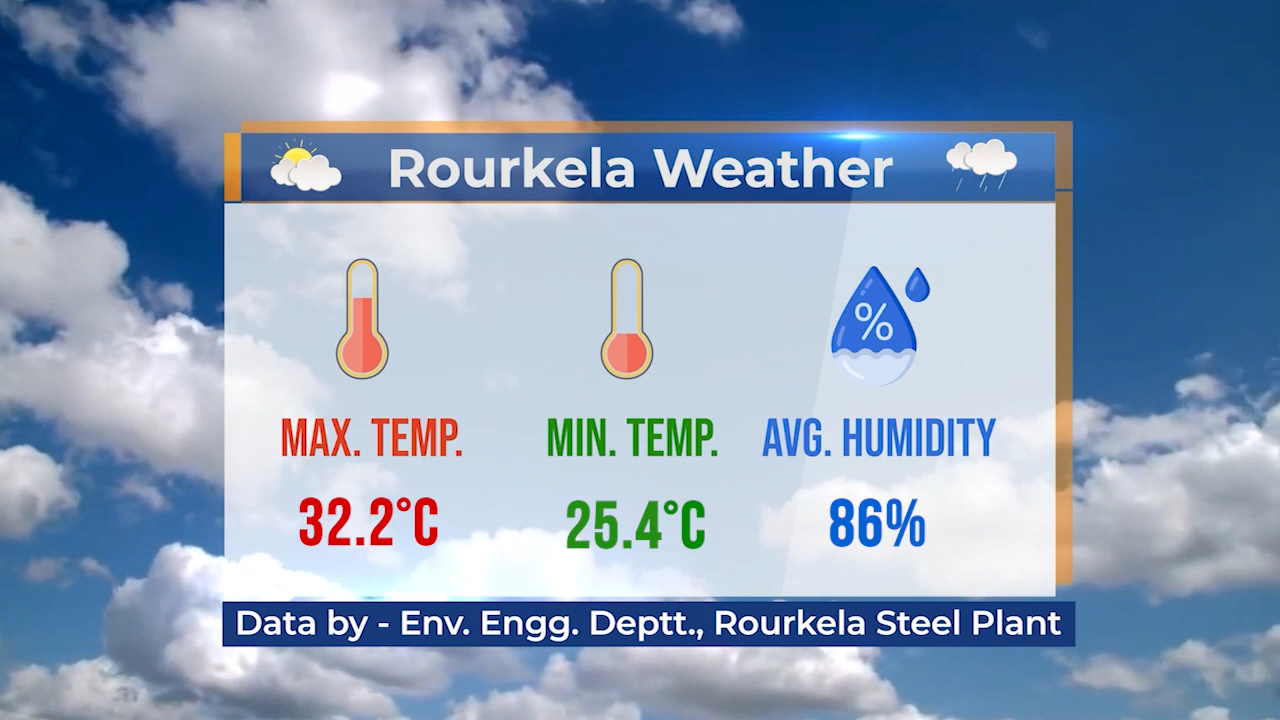 Rourkela Weather
%
MAX. TEMP.
MIN. TEMP.
AVG. HUMIDITY
32.2°C
25.4°C
86%
Data by - Env. Engg. Deptt., Rourkela Steel Plant